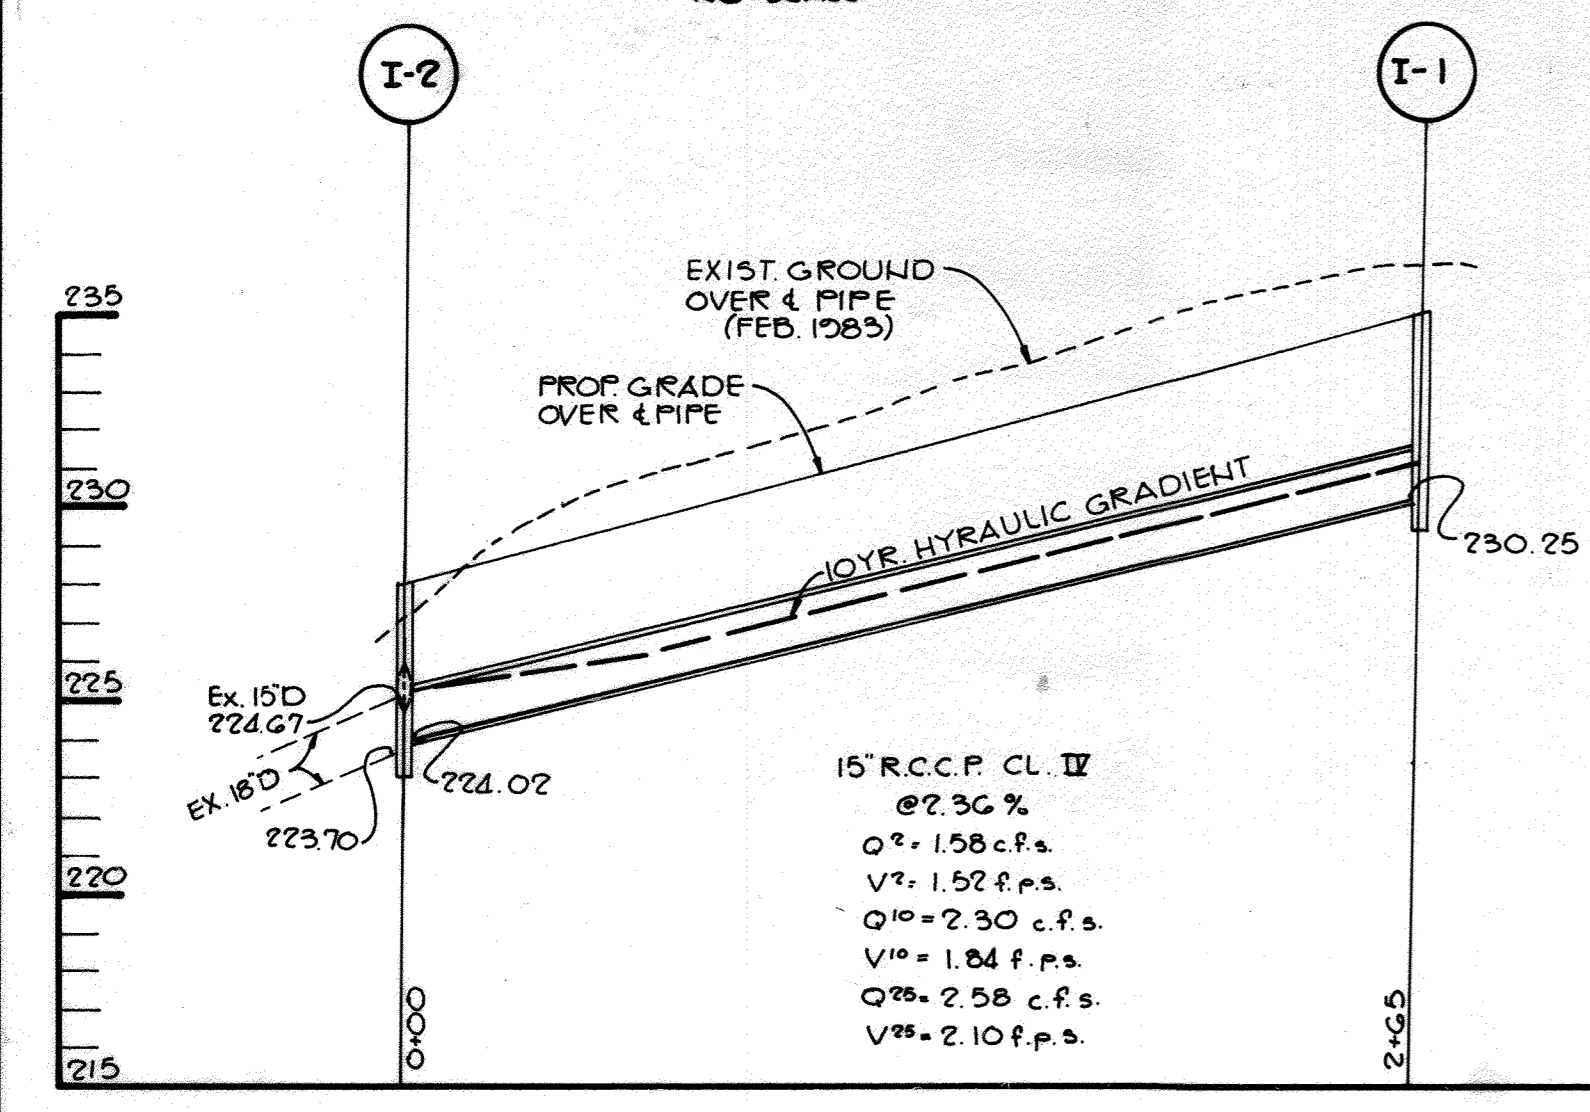 I-2
I-1
EXIST. GROUND
OVER ℄ PIPE
(FEB. 1983)
235
PROP. GRADE
OVER ℄ PIPE
230
10YR. HYRAULIC GRADIENT
230.25
225
Ex. 15"D
224.67
EX. 18"D
224.02
223.70
15" R.C.C.P. CL. IV
@ 2.36 %
Q2 = 1.58 c.f.s.
V2 = 1.52 f.p.s.
Q10 = 2.30 c.f.s.
V10 = 1.84 f.p.s.
Q25 = 2.58 c.f.s.
V25 = 2.10 f.p.s.
220
215
0+00
2+65